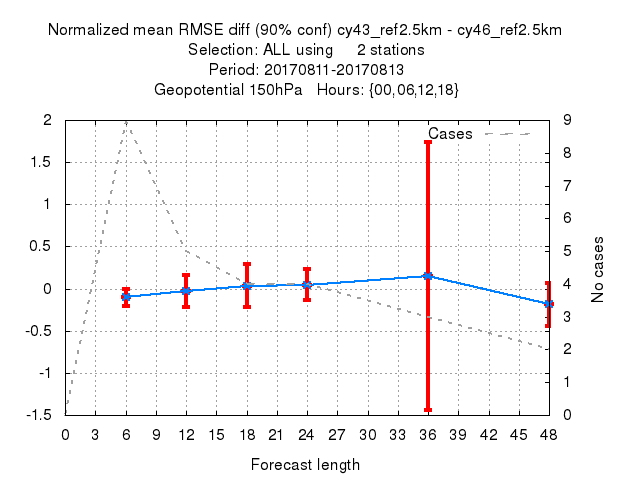 Normalized mean RMSE diff (90% conf) cy43_ref2.5km - cy46_ref2.5km
Selection: ALL using     2 stations
Period: 20170811-20170813
Geopotential 150hPa   Hours: {00,06,12,18}
Cases
2
1.5
1
0.5
0
-0.5
-1
-1.5
9
8
7
6
5
4
3
2
1
0
No cases
0 3 6 9 12 15 18 21 24 27 30 33 36 39 42 45 48
Forecast length